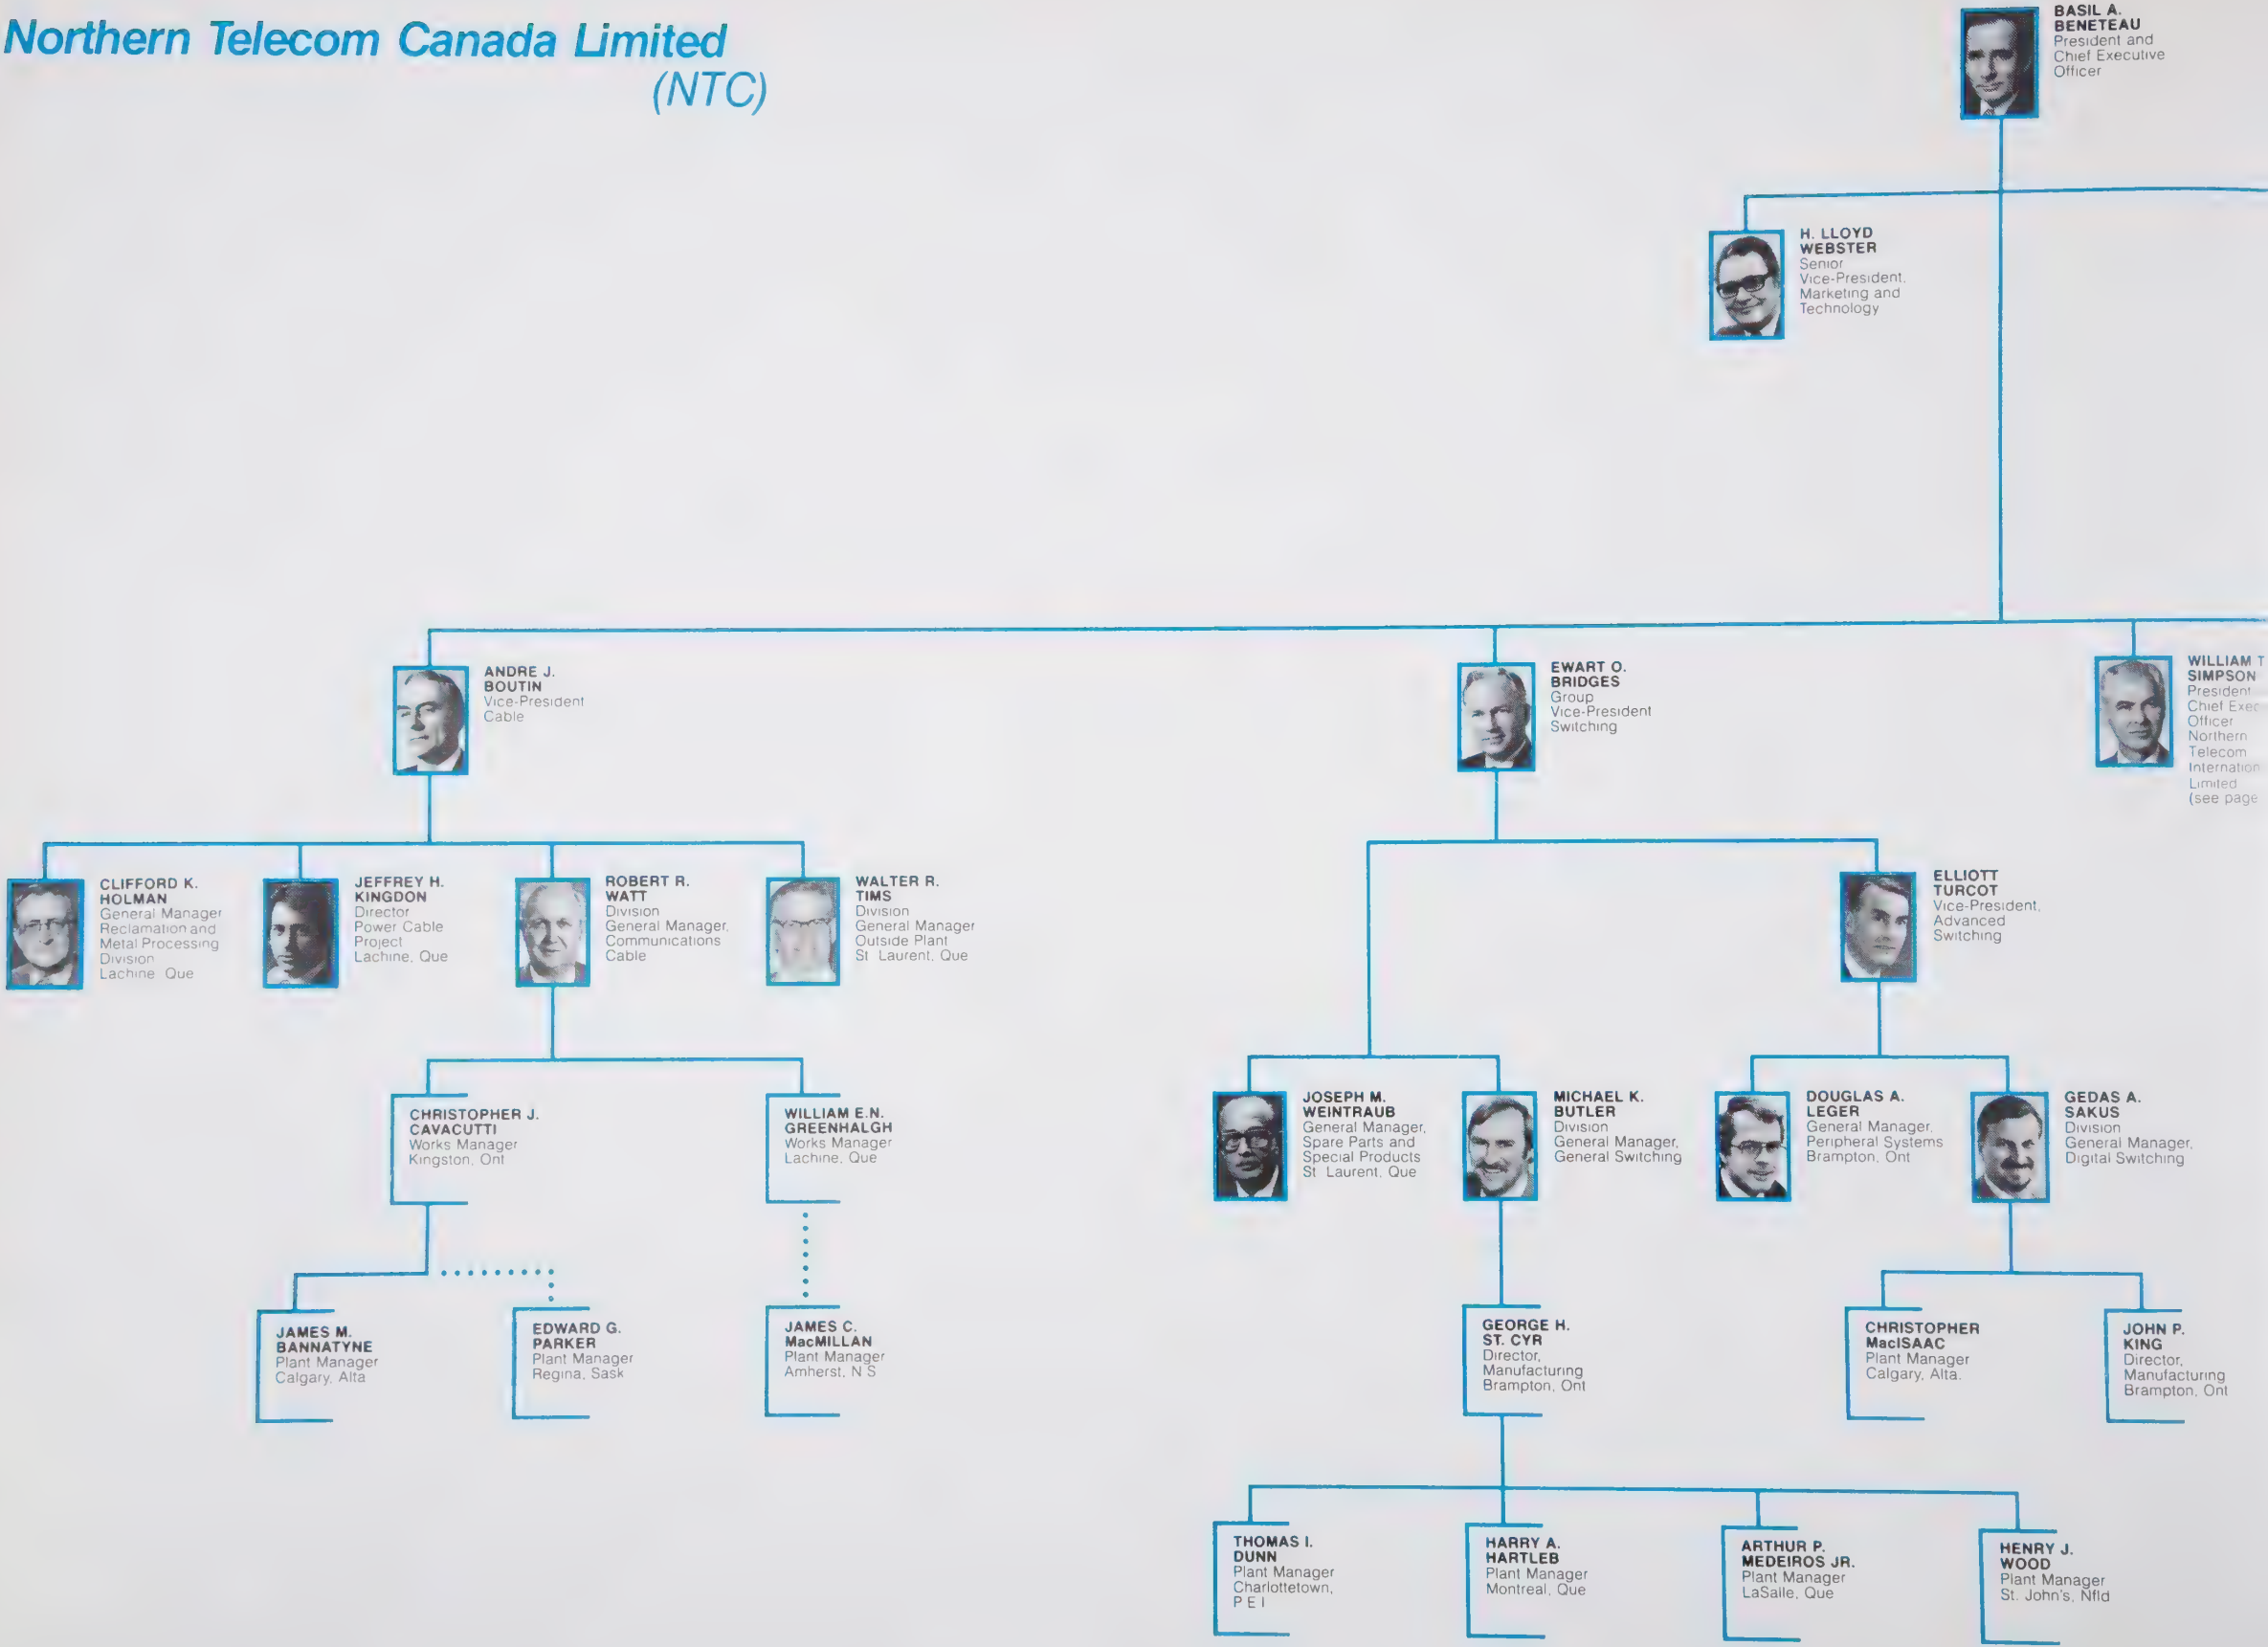 Northern Telecom Canada Limited
(NTC)
BASIL A.
BENETEAU
President and
Chief Executive
Officer
H. LLOYD
WEBSTER
Senior
Vice-President,
Marketing and
Technology
ANDRE J.
BOUTIN
Vice-President
Cable
EWART O.
BRIDGES
Group
Vice-President
Switching
WILLIAM T
SIMPSON
President
Chief Exec
Officer
Northern
Telecom
Internation
Limited
(see page
CLIFFORD K.
HOLMAN
General Manager
Reclamation and
Metal Processing
Division
Lachine Que
JEFFREY H.
KINGDON
Director
Power Cable
Project
Lachine, Que
ROBERT R.
WATT
Division
General Manager,
Communications
Cable
WALTER R.
TIMS
Division
General Manager
Outside Plant
St Laurent, Que
ELLIOTT
TURCOT
Vice-President,
Advanced
Switching
CHRISTOPHER J.
CAVACUTTI
Works Manager
Kingston, Ont
WILLIAM E.N.
GREENHALGH
Works Manager
Lachine, Que
JOSEPH M.
WEINTRAUB
General Manager,
Spare Parts and
Special Products
St Laurent, Que
MICHAEL K.
BUTLER
Division
General Manager,
General Switching
DOUGLAS A.
LEGER
General Manager,
Peripheral Systems
Brampton, Ont
GEDAS A.
SAKUS
Division
General Manager,
Digital Switching
JAMES M.
BANNATYNE
Plant Manager
Calgary, Alta
EDWARD G.
PARKER
Plant Manager
Regina, Sask
JAMES C.
MacMILLAN
Plant Manager
Amherst, N S
GEORGE H.
ST. CYR
Director,
Manufacturing
Brampton, Ont
CHRISTOPHER
MacISAAC
Plant Manager
Calgary, Alta.
JOHN P.
KING
Director,
Manufacturing
Brampton, Ont
THOMAS I.
DUNN
Plant Manager
Charlottetown,
P E I
HARRY A.
HARTLEB
Plant Manager
Montreal, Que
ARTHUR P.
MEDEIROS JR.
Plant Manager
LaSalle, Que
HENRY J.
WOOD
Plant Manager
St. John's, Nfld